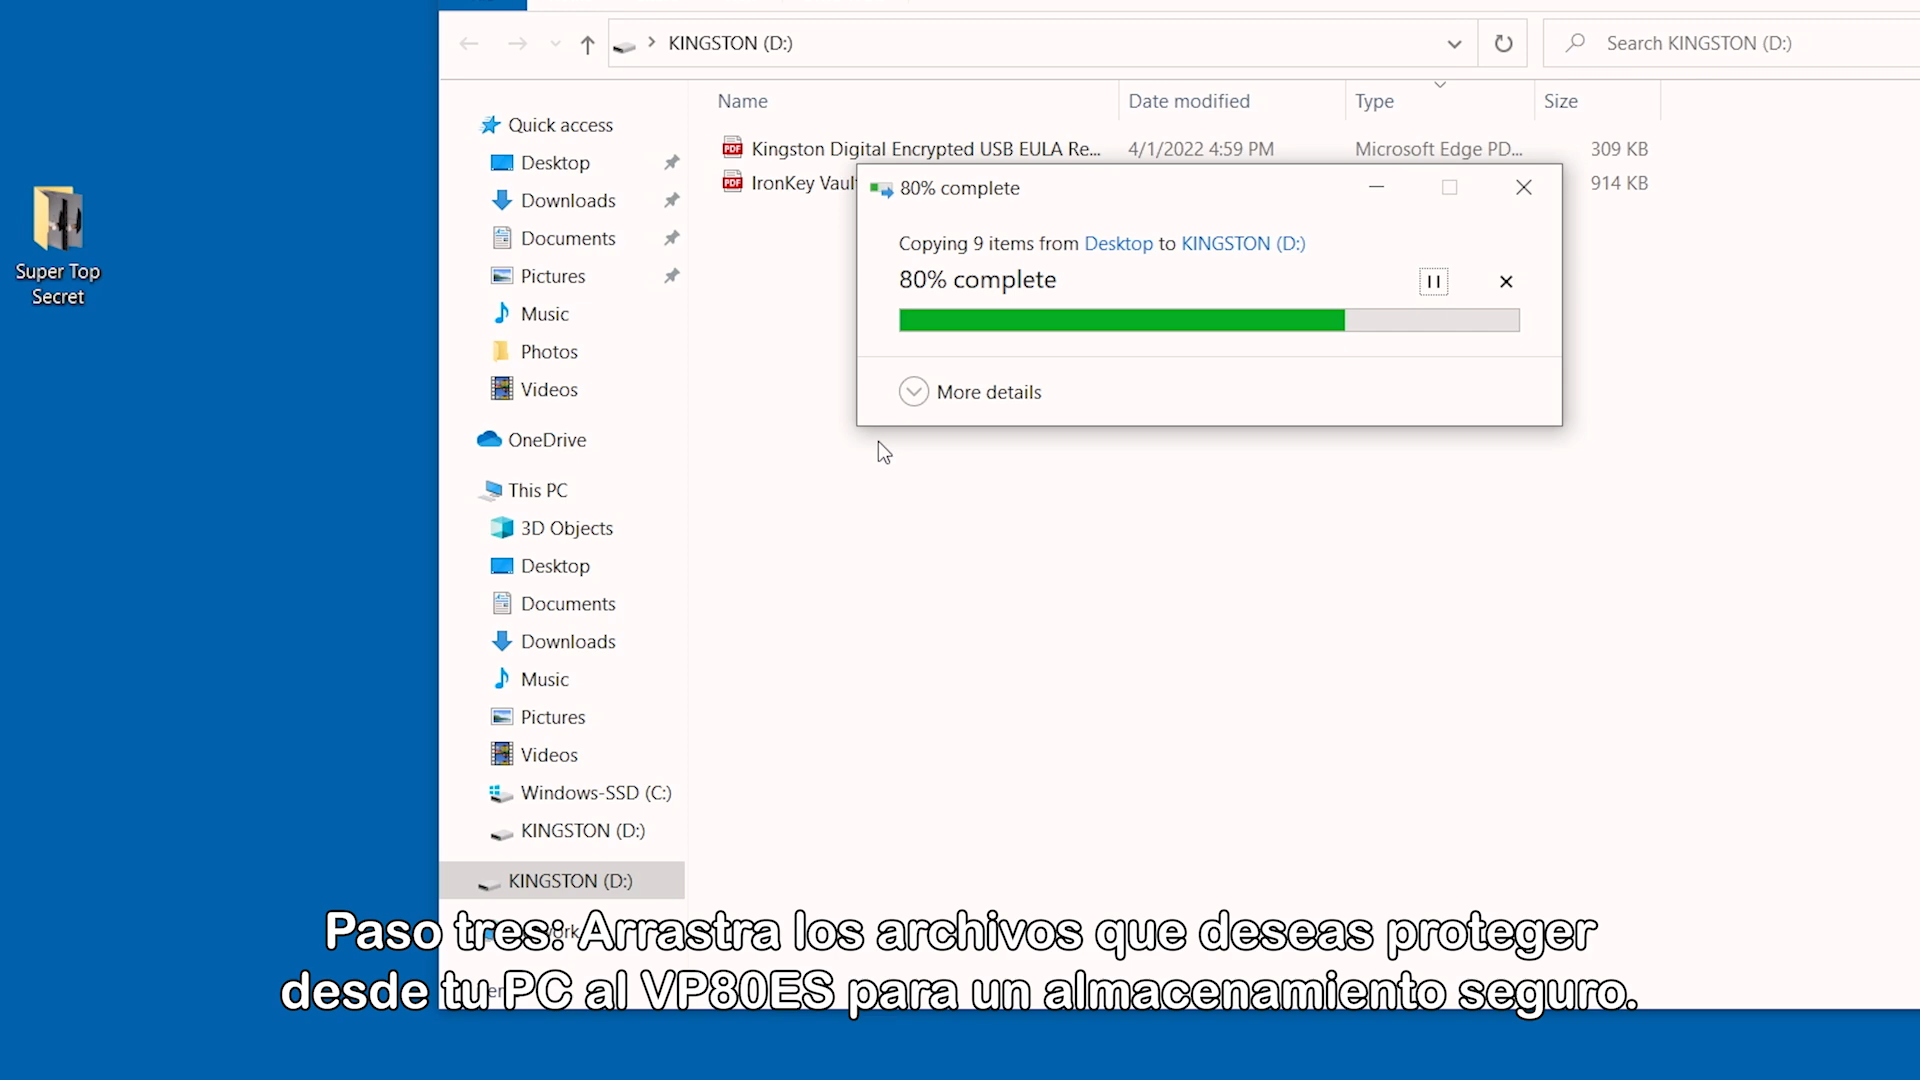 KINGSTON (D:)
Search KINGSTON (D:)
Name
Date modified
Type
Size
Quick access
Kingston Digital Encrypted USB EULA Re...
4/1/2022 4:59 PM
Microsoft Edge PD...
309 KB
Desktop
IronKey Vaul
914 KB
80% complete
Downloads
Documents
Copying 9 items from Desktop to KINGSTON (D:)
80% complete
Pictures
Super Top
Secret
Music
Photos
Videos
More details
OneDrive
This PC
3D Objects
Desktop
Documents
Downloads
Music
Pictures
Videos
Windows-SSD (C:)
KINGSTON (D:)
KINGSTON (D:)
Paso tres: Arrastra los archivos que deseas proteger
desde tu PC al VP80ES para un almacenamiento seguro.